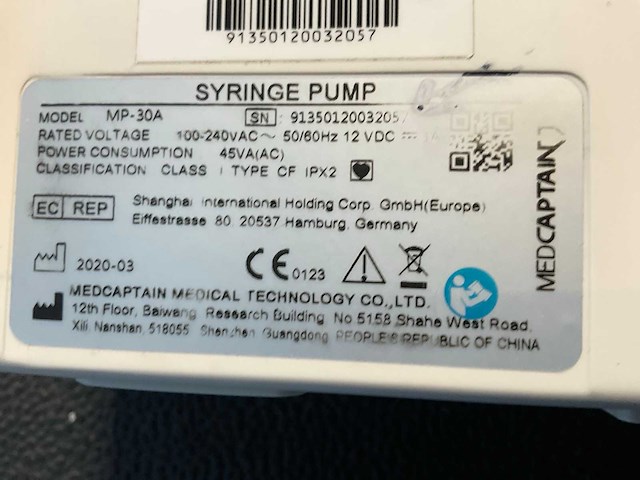 91350120032057
SYRINGE PUMP
MODEL MP-30A SN : 91350120032057
RATED VOLTAGE 100-240VAC ~ 50/60Hz 12 VDC ⎓
POWER CONSUMPTION 45VA(AC)
CLASSIFICATION CLASS I TYPE CF IPX2
EC REP Shanghai International Holding Corp. GmbH(Europe)
Eiffestrasse 80, 20537 Hamburg, Germany
2020-03
CE 0123
MEDCAPTAIN MEDICAL TECHNOLOGY CO.,LTD.
12th Floor, Baiwang Research Building, No 5158 Shahe West Road,
Xili, Nanshan, 518055 Shenzhen Guangdong PEOPLE'S REPUBLIC OF CHINA
MEDCAPTAIN